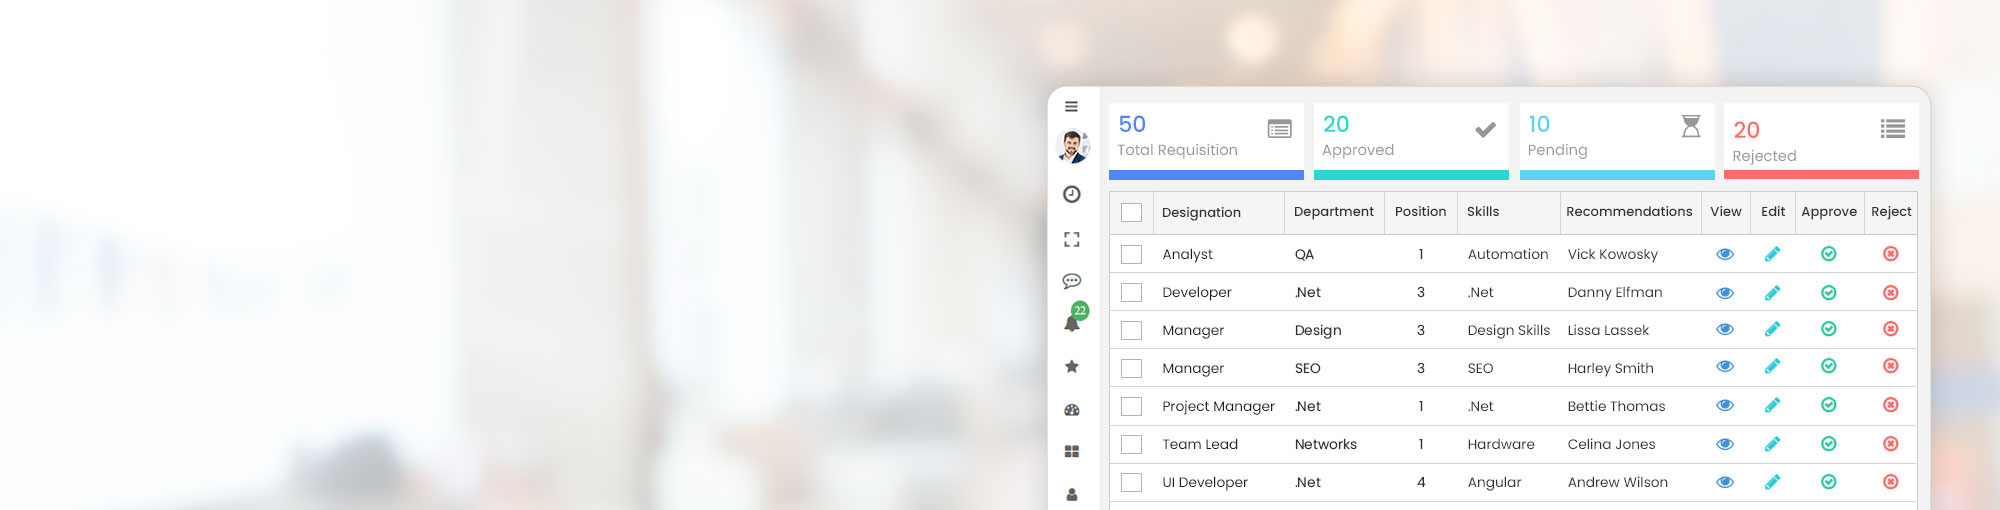 50
Total Requisition
20
Approved
10
Pending
20
Rejected
22
Designation Department Position Skills Recommendations View Edit Approve Reject
Analyst QA 1 Automation Vick Kowosky
Developer .Net 3 .Net Danny Elfman
Manager Design 3 Design Skills Lissa Lassek
Manager SEO 3 SEO Harley Smith
Project Manager .Net 1 .Net Bettie Thomas
Team Lead Networks 1 Hardware Celina Jones
UI Developer .Net 4 Angular Andrew Wilson